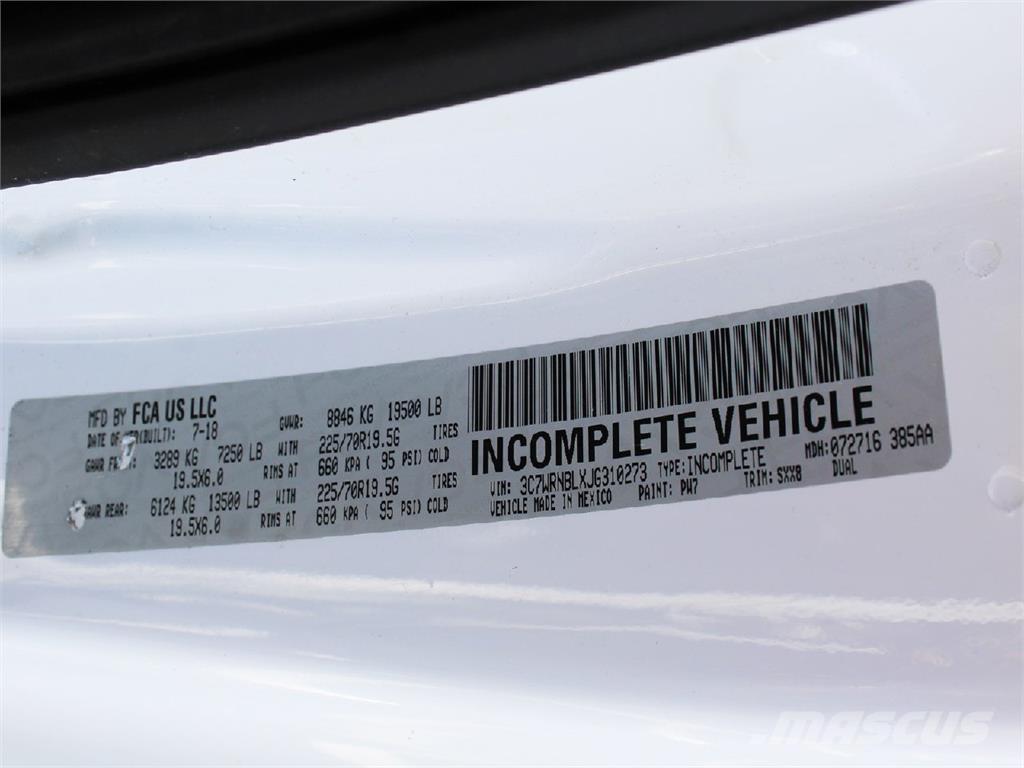 MFD BY FCA US LLC
DATE OF (BUILT): 7-18 GVWR: 8846 KG 19500 LB
FRONT: 3289 KG 7250 LB WITH 225/70R19.5G TIRES
19.5X6.0 RIMS AT 660 KPA ( 95 PSI) COLD
GAWR REAR: 6124 KG 13500 LB WITH 225/70R19.5G TIRES
19.5X6.0 RIMS AT 660 KPA ( 95 PSI) COLD
INCOMPLETE VEHICLE
VIN: 3C7WRNBLXJG310273 TYPE: INCOMPLETE MDH: 072716 385AA
VEHICLE MADE IN MEXICO PAINT: PW7 TRIM: SXX8 DUAL
MASCUS